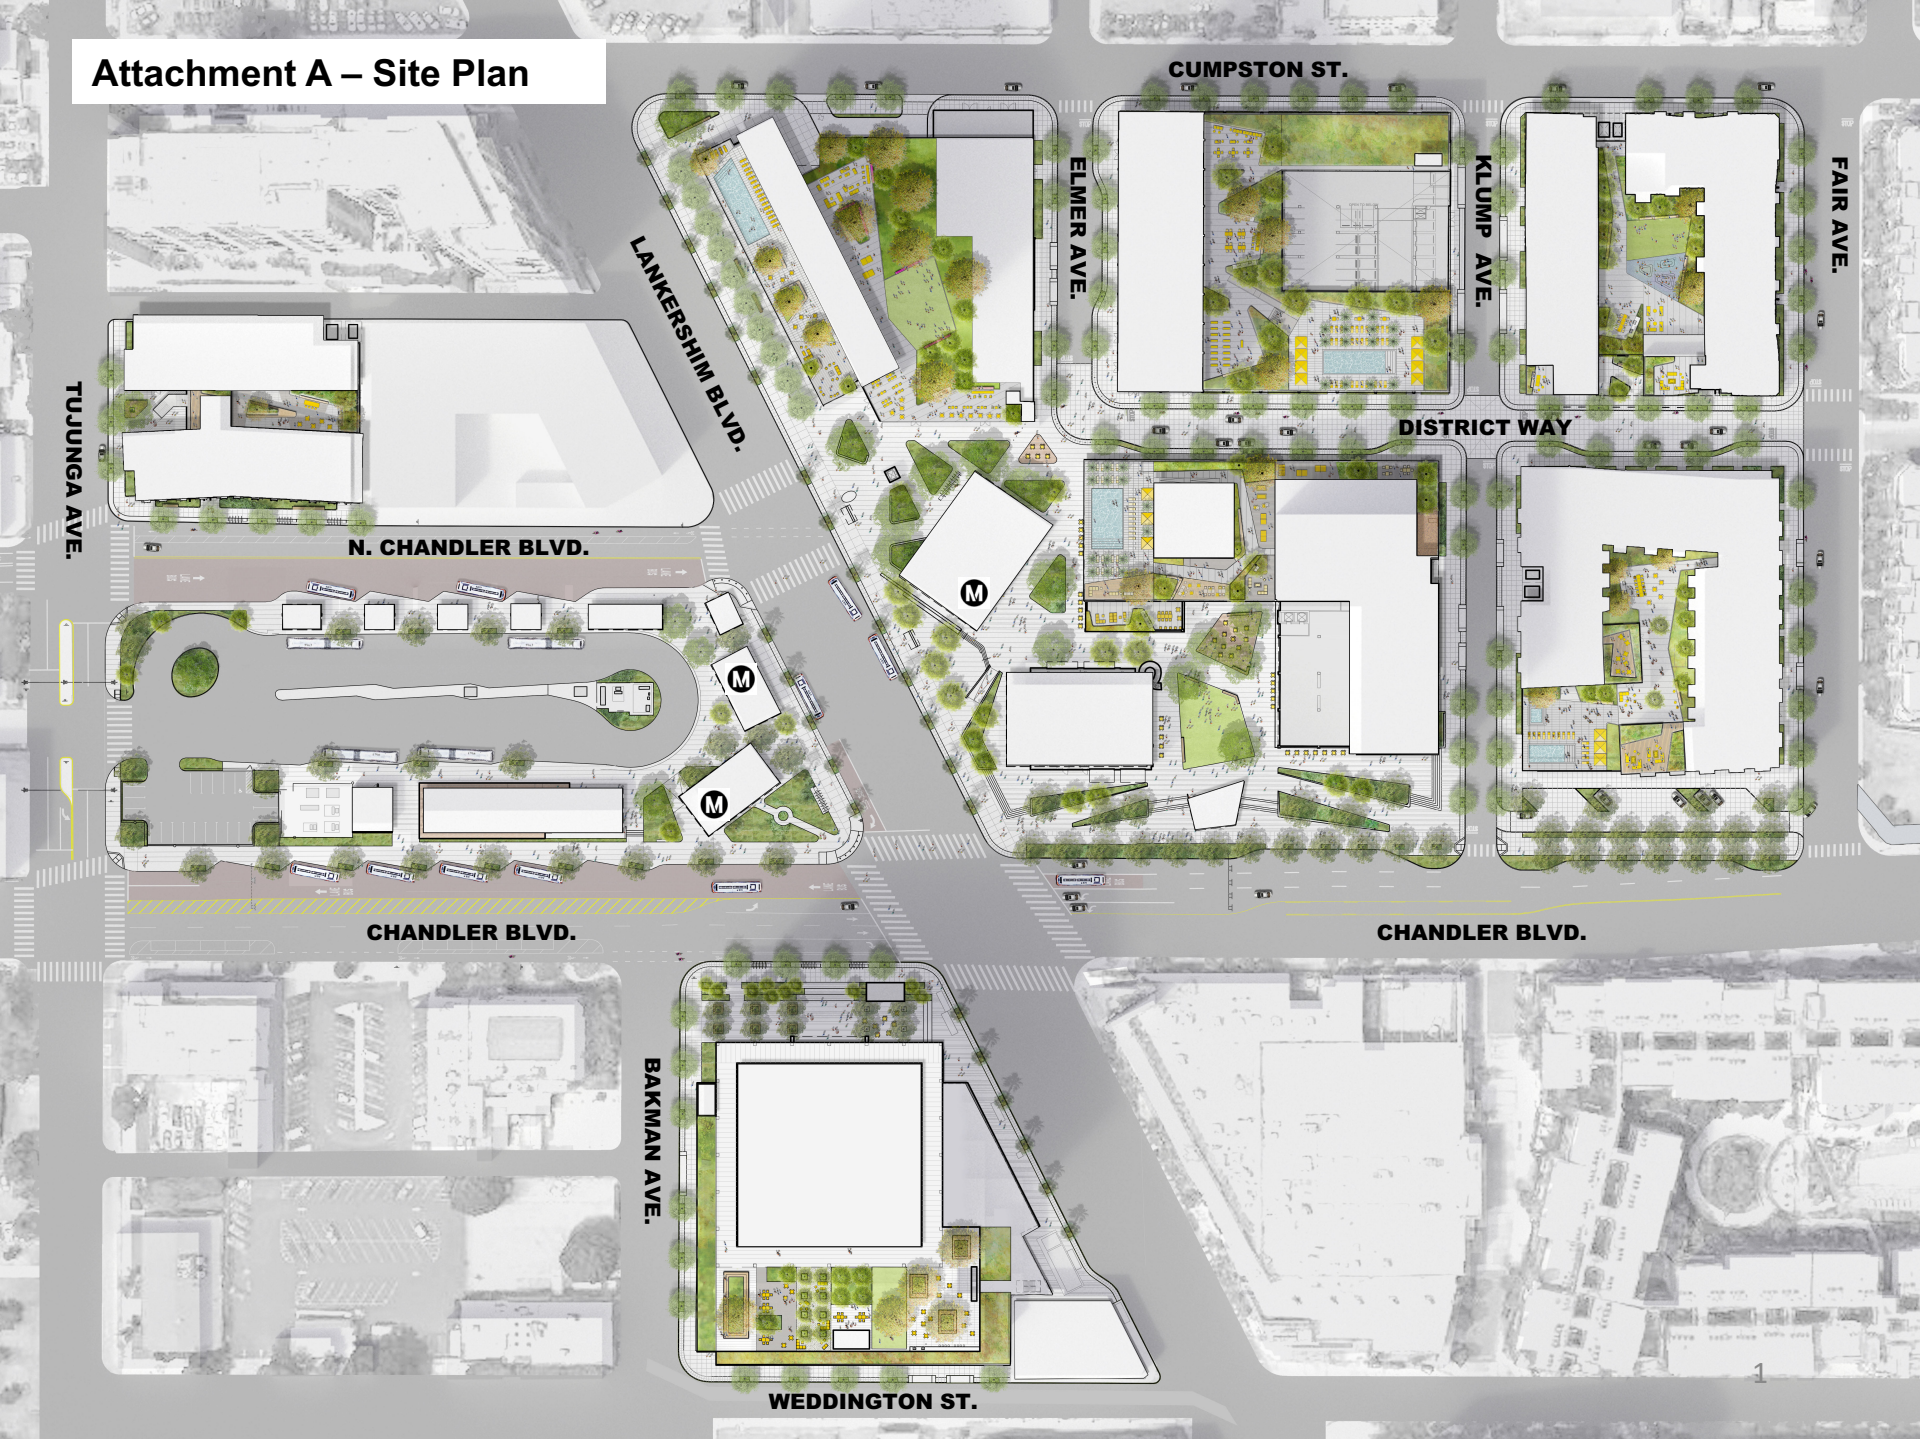 Attachment A – Site Plan
CUMPSTON ST.
ELMER AVE.
KLUMP AVE.
FAIR AVE.
LANKERSHIM BLVD.
TUJUNGA AVE.
DISTRICT WAY
N. CHANDLER BLVD.
M
M
M
CHANDLER BLVD.
CHANDLER BLVD.
BAKMAN AVE.
WEDDINGTON ST.
1